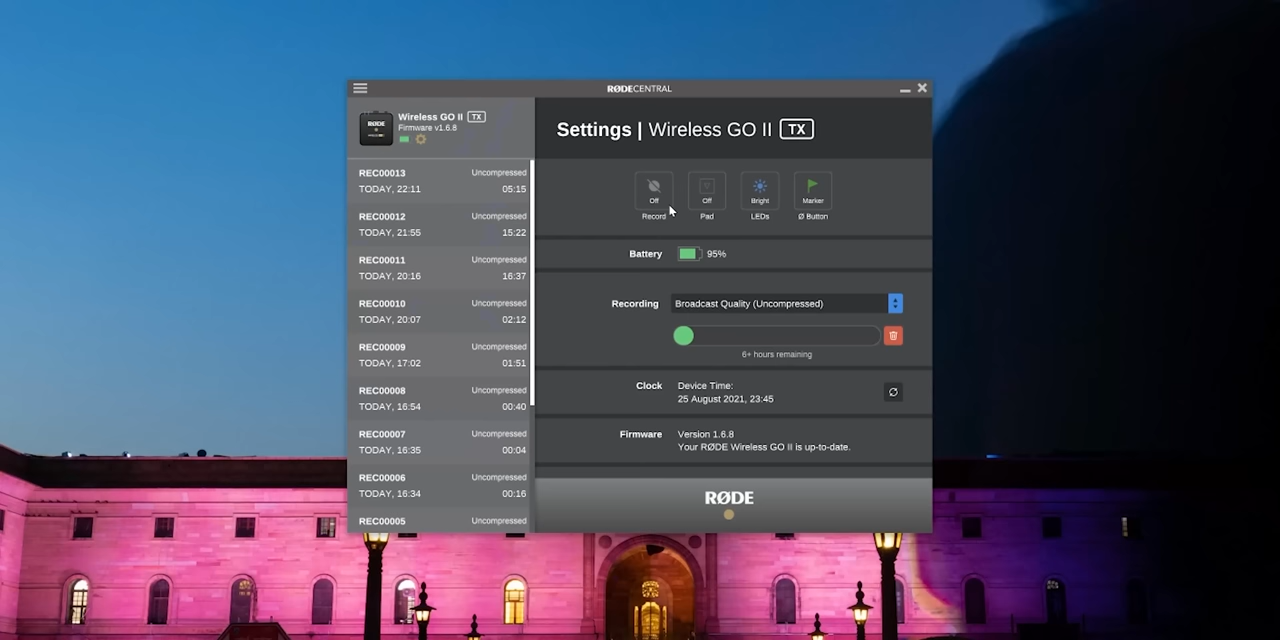 RØDECENTRAL
Wireless GO II TX
Firmware v1.6.8
REC00013 Uncompressed
TODAY, 22:11 05:15
REC00012 Uncompressed
TODAY, 21:55 15:22
REC00011 Uncompressed
TODAY, 20:16 16:37
REC00010 Uncompressed
TODAY, 20:07 02:12
REC00009 Uncompressed
TODAY, 17:02 01:51
REC00008 Uncompressed
TODAY, 16:54 00:40
REC00007 Uncompressed
TODAY, 16:35 00:04
REC00006 Uncompressed
TODAY, 16:34 00:16
REC00005 Uncompressed
Settings | Wireless GO II TX
Off Off Bright Marker
Record Pad LEDs Ø Button
Battery 95%
Recording Broadcast Quality (Uncompressed)
6+ hours remaining
Clock Device Time:
25 August 2021, 23:45
Firmware Version 1.6.8
Your RØDE Wireless GO II is up-to-date.
RØDE